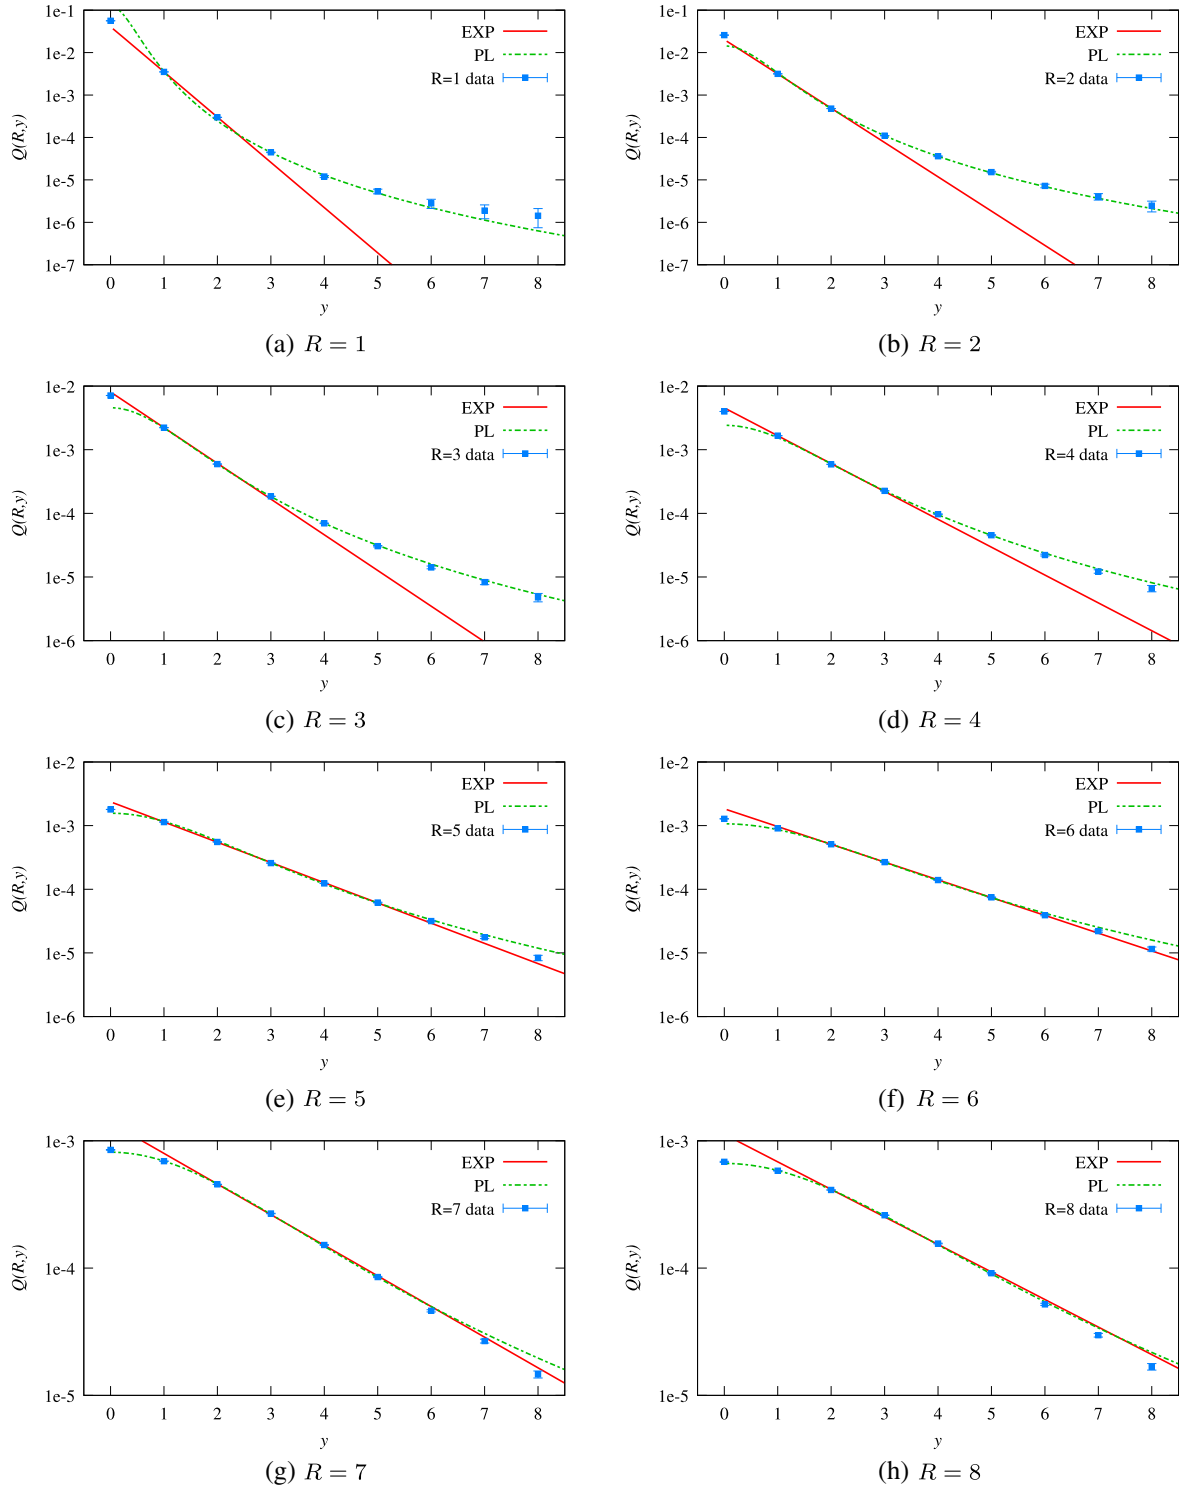 1e-1
1e-2
1e-3
1e-4
1e-5
1e-6
1e-7
Q(R,y)
EXP
PL
R=1 data
0 1 2 3 4 5 6 7 8
y
(a) R = 1
1e-1
1e-2
1e-3
1e-4
1e-5
1e-6
1e-7
Q(R,y)
EXP
PL
R=2 data
0 1 2 3 4 5 6 7 8
y
(b) R = 2
1e-2
1e-3
1e-4
1e-5
1e-6
Q(R,y)
EXP
PL
R=3 data
0 1 2 3 4 5 6 7 8
y
(c) R = 3
1e-2
1e-3
1e-4
1e-5
1e-6
Q(R,y)
EXP
PL
R=4 data
0 1 2 3 4 5 6 7 8
y
(d) R = 4
1e-2
1e-3
1e-4
1e-5
1e-6
Q(R,y)
EXP
PL
R=5 data
0 1 2 3 4 5 6 7 8
y
(e) R = 5
1e-2
1e-3
1e-4
1e-5
1e-6
Q(R,y)
EXP
PL
R=6 data
0 1 2 3 4 5 6 7 8
y
(f) R = 6
1e-3
1e-4
1e-5
Q(R,y)
EXP
PL
R=7 data
0 1 2 3 4 5 6 7 8
y
(g) R = 7
1e-3
1e-4
1e-5
Q(R,y)
EXP
PL
R=8 data
0 1 2 3 4 5 6 7 8
y
(h) R = 8